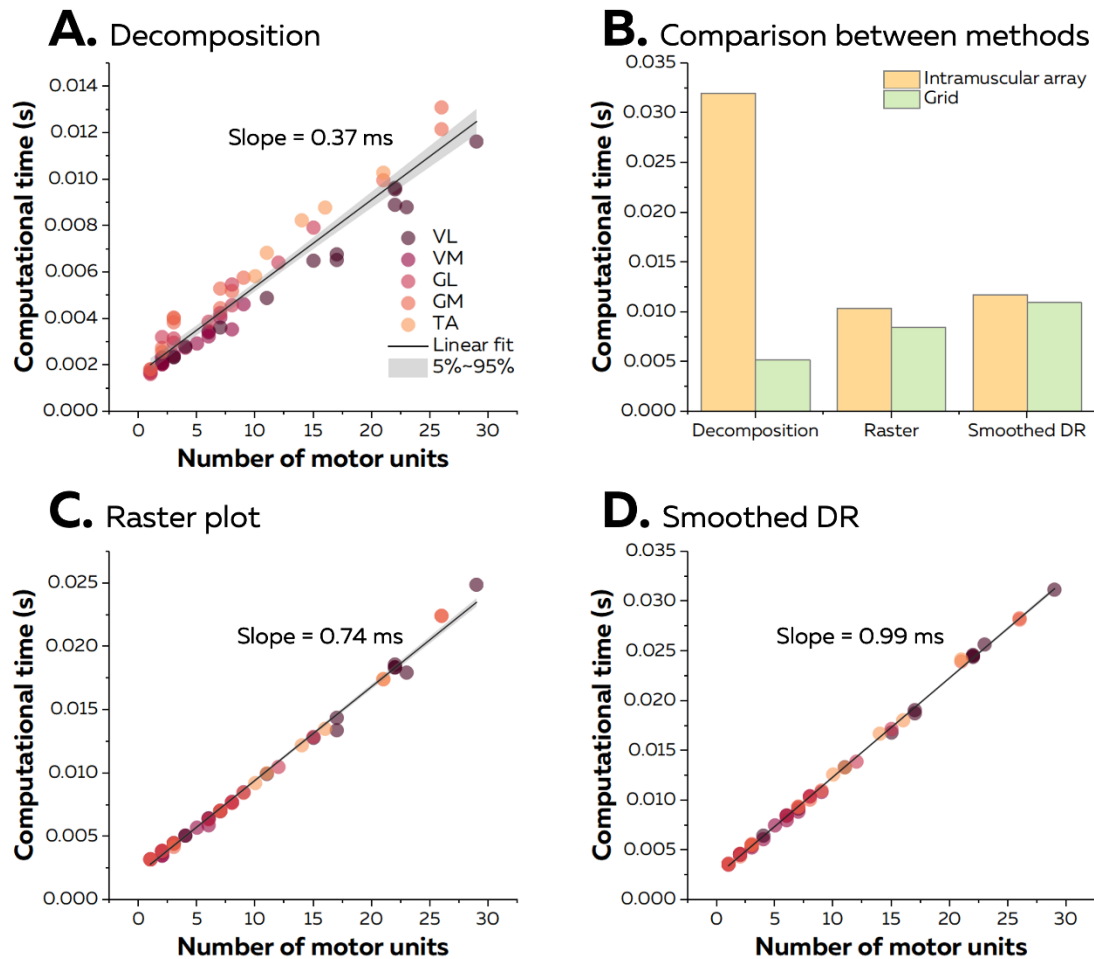 A. Decomposition
Computational time (s)
0.014
0.012
0.010
0.008
0.006
0.004
0.002
0.000
Slope = 0.37 ms
VL
VM
GL
GM
TA
Linear fit
5%~95%
0 5 10 15 20 25 30
Number of motor units
B. Comparison between methods
Computational time (s)
0.035
0.030
0.025
0.020
0.015
0.010
0.005
0.000
Intramuscular array
Grid
Decomposition Raster Smoothed DR
C. Raster plot
Computational time (s)
0.025
0.020
0.015
0.010
0.005
0.000
Slope = 0.74 ms
0 5 10 15 20 25 30
Number of motor units
D. Smoothed DR
Computational time (s)
0.035
0.030
0.025
0.020
0.015
0.010
0.005
0.000
Slope = 0.99 ms
0 5 10 15 20 25 30
Number of motor units